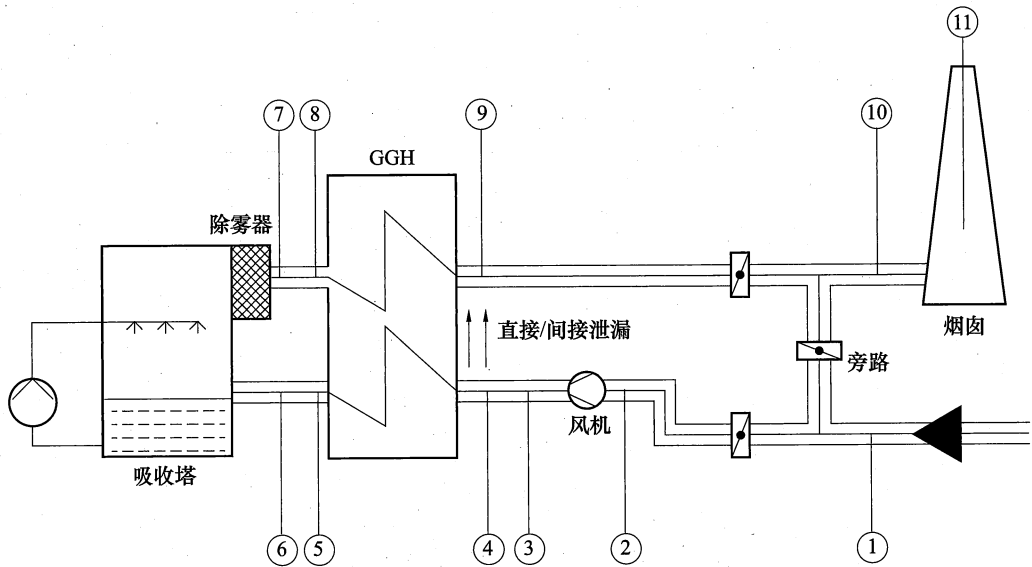 ⑪
⑦ ⑧ ⑨ ⑩
GGH
除雾器
直接/间接泄漏
烟囱
旁路
风机
吸收塔
⑥ ⑤ ④ ③ ② ①